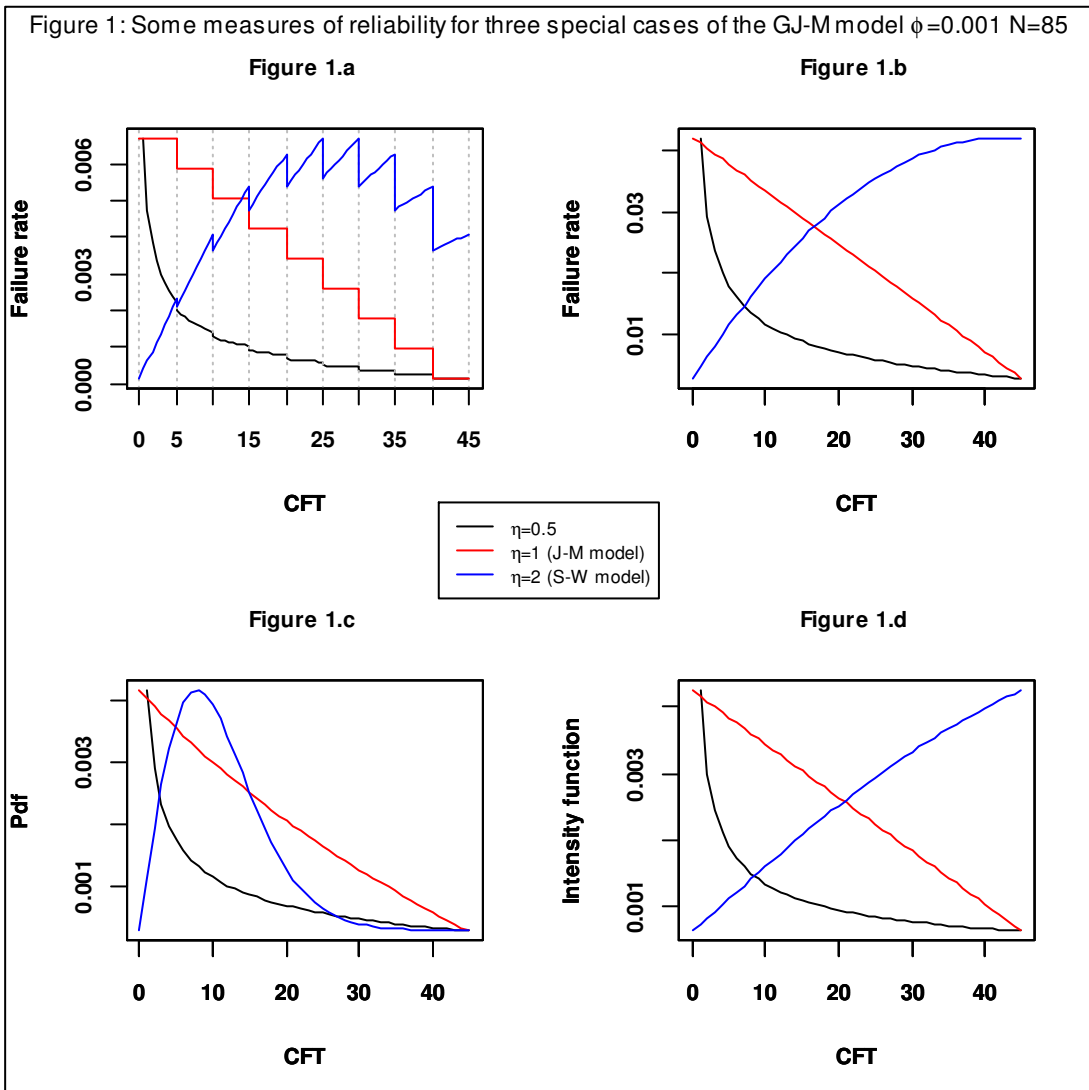 Figure 1: Some measures of reliability for three special cases of the GJ-M model ϕ=0.001 N=85
Figure 1.a
Failure rate
0.006
0.003
0.000
0 5 15 25 35 45
CFT
Figure 1.b
Failure rate
0.03
0.01
0 10 20 30 40
CFT
η=0.5
η=1 (J-M model)
η=2 (S-W model)
Figure 1.c
Pdf
0.003
0.001
0 10 20 30 40
CFT
Figure 1.d
Intensity function
0.003
0.001
0 10 20 30 40
CFT